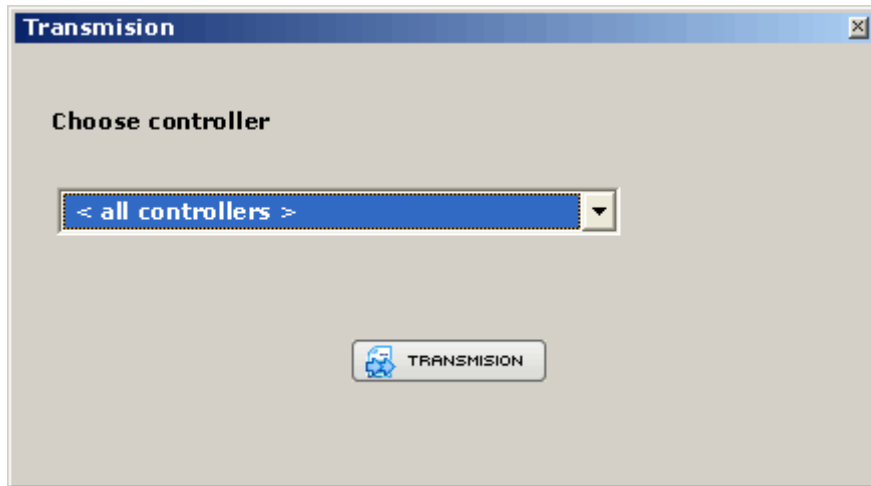 Transmision
Choose controller
< all controllers >
TRANSMISION